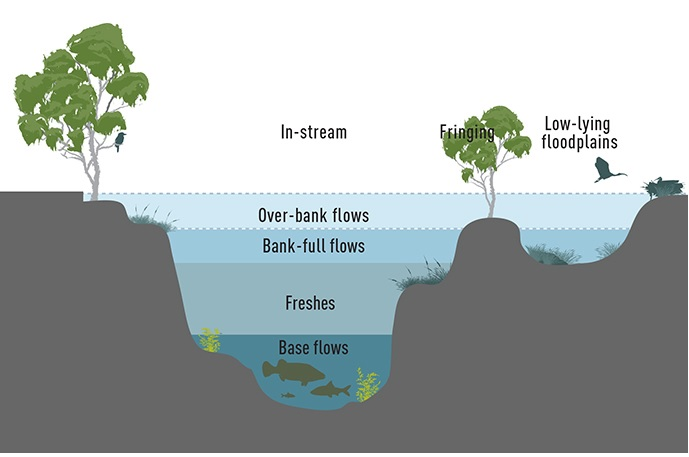 In-stream
Fringing
Low-lying
floodplains
Over-bank flows
Bank-full flows
Freshes
Base flows